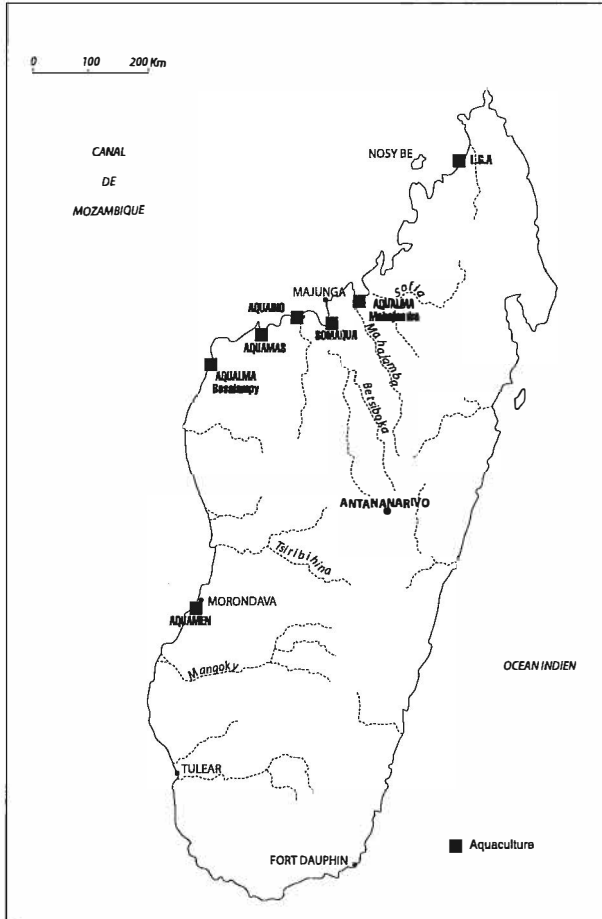 0 100 200 Km
CANAL
DE
MOZAMBIQUE
NOSY BE
MAJUNGA
Sofia
AQUALMA
SOMAQUA
AQUAMAS
AQUALMA
Besalampy
Mahajamba
Betsiboka
ANTANANARIVO
Tsiribihina
MORONDAVA
AQUAMEN
Mangoky
OCEAN INDIEN
TULEAR
FORT DAUPHIN
Aquaculture